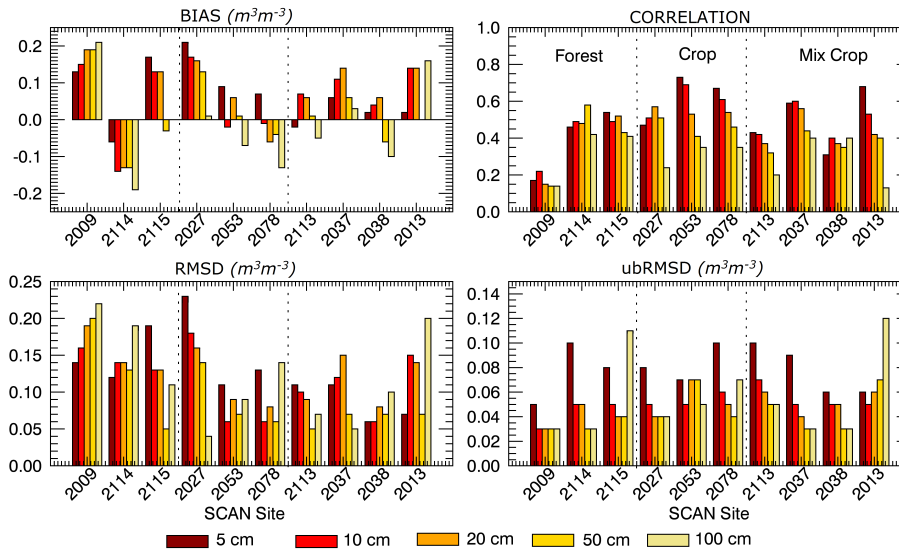 BIAS (m³m⁻³)
0.2
0.1
0.0
-0.1
-0.2
2009 2114 2115 2027 2053 2078 2113 2037 2038 2013
CORRELATION
Forest Crop Mix Crop
1.0
0.8
0.6
0.4
0.2
0.0
2009 2114 2115 2027 2053 2078 2113 2037 2038 2013
RMSD (m³m⁻³)
0.25
0.20
0.15
0.10
0.05
0.00
2009 2114 2115 2027 2053 2078 2113 2037 2038 2013
SCAN Site
ubRMSD (m³m⁻³)
0.14
0.12
0.10
0.08
0.06
0.04
0.02
0.00
2009 2114 2115 2027 2053 2078 2113 2037 2038 2013
SCAN Site
5 cm 10 cm 20 cm 50 cm 100 cm